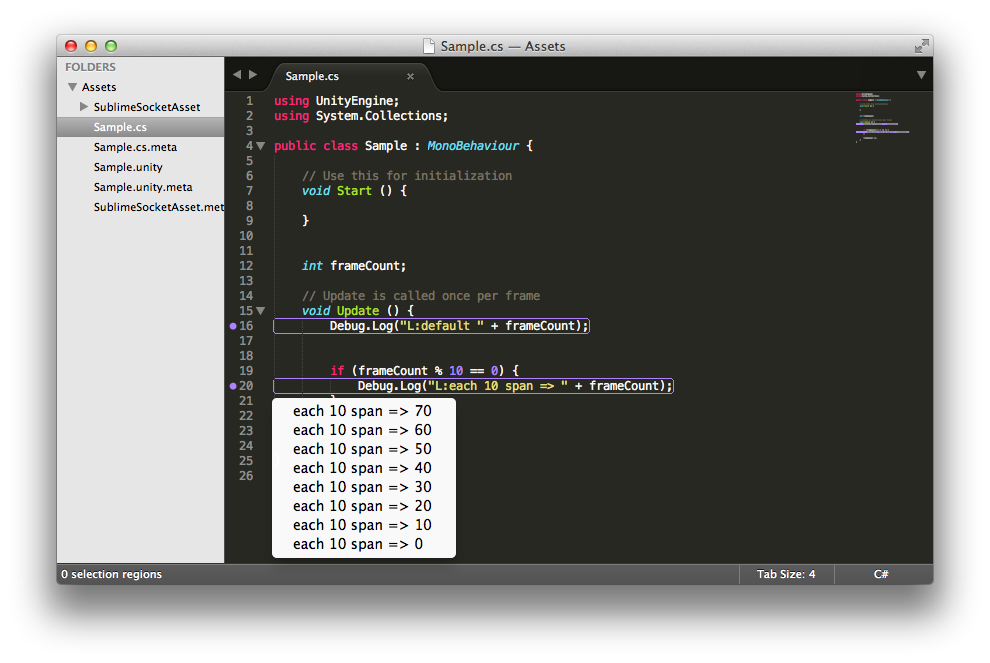 Sample.cs — Assets
FOLDERS
Assets
SublimeSocketAsset
Sample.cs
Sample.cs.meta
Sample.unity
Sample.unity.meta
SublimeSocketAsset.met
Sample.cs ×
1 using UnityEngine;
2 using System.Collections;
3
4 public class Sample : MonoBehaviour {
5
6 // Use this for initialization
7 void Start () {
8
9 }
10
11
12 int frameCount;
13
14 // Update is called once per frame
15 void Update () {
16 Debug.Log("L:default " + frameCount);
17
18
19 if (frameCount % 10 == 0) {
20 Debug.Log("L:each 10 span => " + frameCount);
21
22
23
24
25
26
each 10 span => 70
each 10 span => 60
each 10 span => 50
each 10 span => 40
each 10 span => 30
each 10 span => 20
each 10 span => 10
each 10 span => 0
0 selection regions
Tab Size: 4
C#